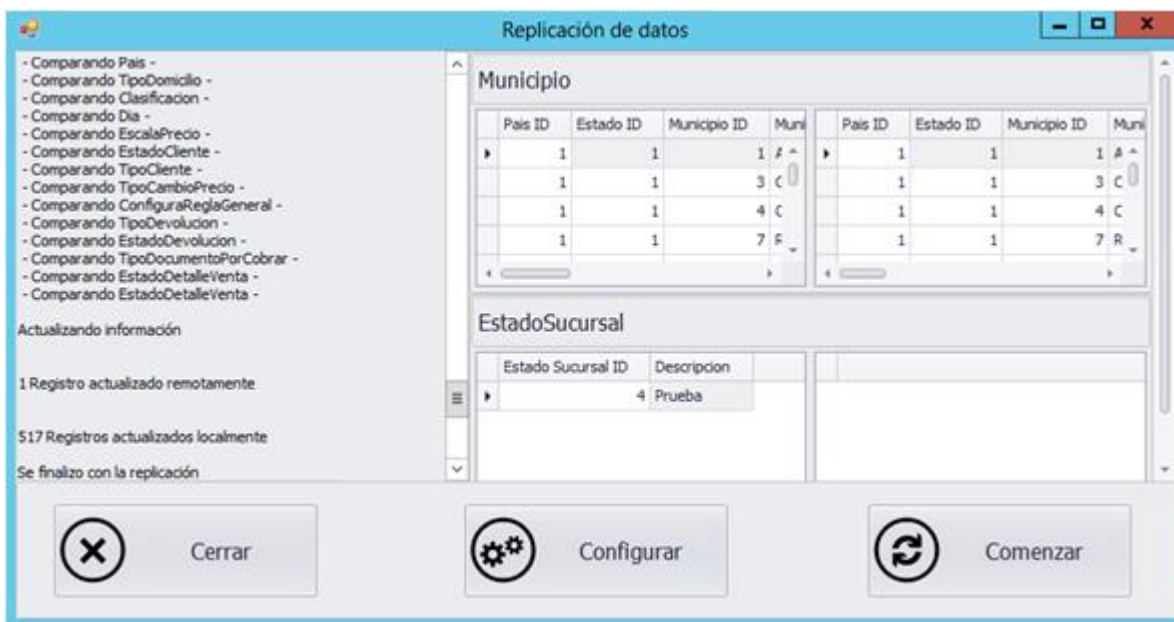 Replicación de datos
- Comparando Pais -
- Comparando TipoDomicilio -
- Comparando Clasificacion -
- Comparando Dia -
- Comparando EscalaPrecio -
- Comparando EstadoCliente -
- Comparando TipoCliente -
- Comparando TipoCambioPrecio -
- Comparando ConfiguraReglaGeneral -
- Comparando TipoDevolucion -
- Comparando EstadoDevolucion -
- Comparando TipoDocumentoPorCobrar -
- Comparando EstadoDetalleVenta -
- Comparando EstadoDetalleVenta -
Actualizando información
1 Registro actualizado remotamente
517 Registros actualizados localmente
Se finalizo con la replicación
Municipio
Pais ID Estado ID Municipio ID Muni
1 1 1 A
1 1 3 C
1 1 4 C
1 1 7 R
Pais ID Estado ID Municipio ID Muni
1 1 1 A
1 1 3 C
1 1 4 C
1 1 7 R
EstadoSucursal
Estado Sucursal ID Descripcion
4 Prueba
Cerrar
Configurar
Comenzar